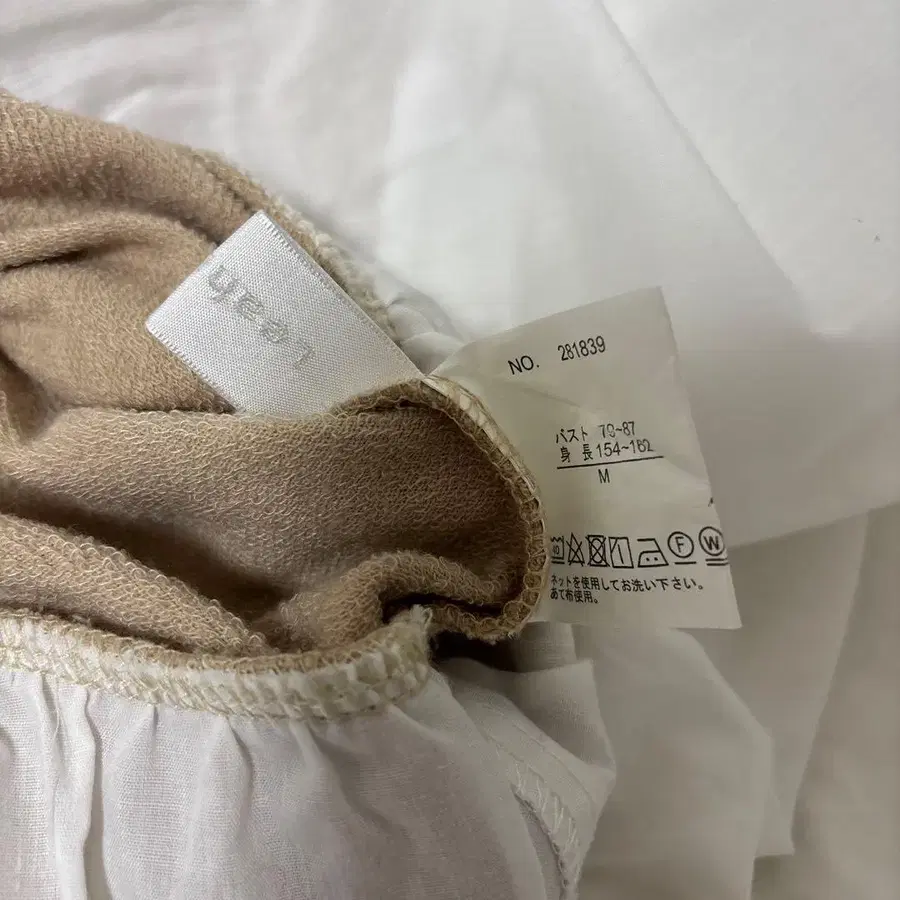 NO. 281839
バスト 79~87
身 長 154~162
M
40 F W
ネットを使用してお洗い下さい。
あて布使用。